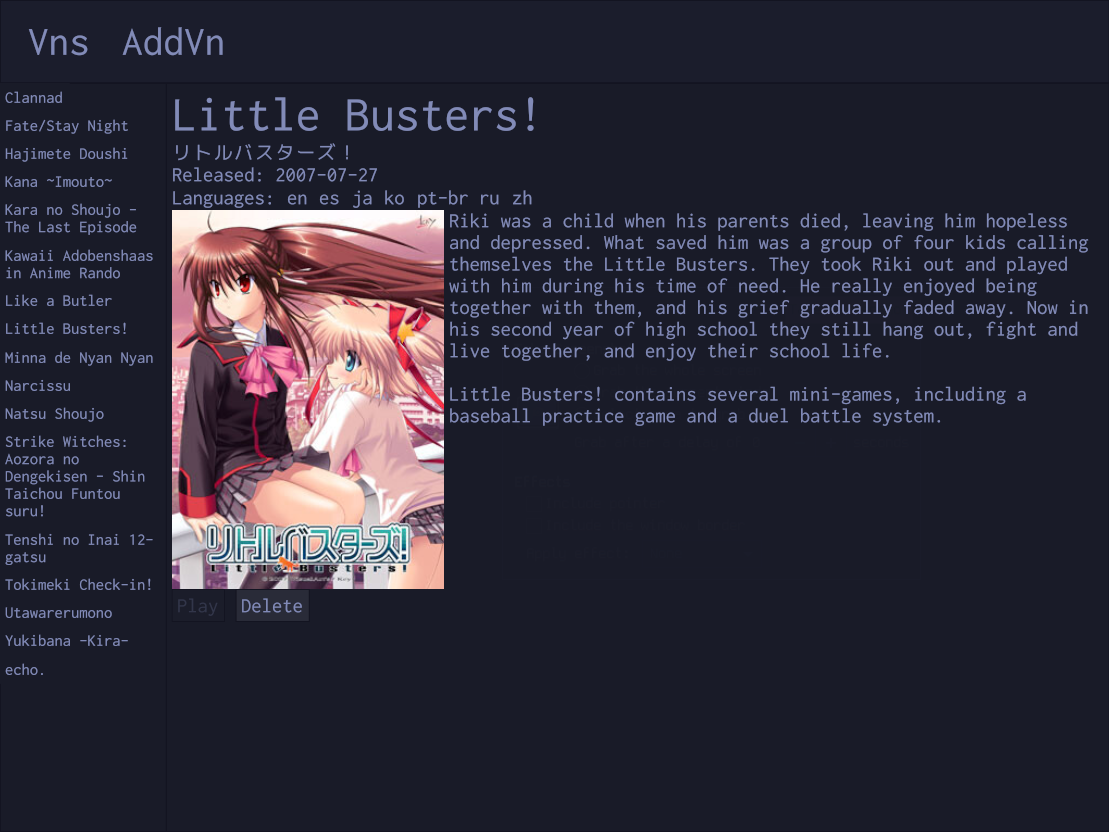 Vns AddVn
Clannad
Fate/Stay Night
Hajimete Doushi
Kana ~Imouto~
Kara no Shoujo -
The Last Episode
Kawaii Adobenshaas
in Anime Rando
Like a Butler
Little Busters!
Minna de Nyan Nyan
Narcissu
Natsu Shoujo
Strike Witches:
Aozora no
Dengekisen - Shin
Taichou Funtou
suru!
Tenshi no Inai 12-
gatsu
Tokimeki Check-in!
Utawarerumono
Yukibana -Kira-
echo.
Little Busters!
リトルバスターズ！
Released: 2007-07-27
Languages: en es ja ko pt-br ru zh
Key
リトルバスターズ!
Little Busters!
Riki was a child when his parents died, leaving him hopeless
and depressed. What saved him was a group of four kids calling
themselves the Little Busters. They took Riki out and played
with him during his time of need. He really enjoyed being
together with them, and his grief gradually faded away. Now in
his second year of high school they still hang out, fight and
live together, and enjoy their school life.
Little Busters! contains several mini-games, including a
baseball practice game and a duel battle system.
Play Delete